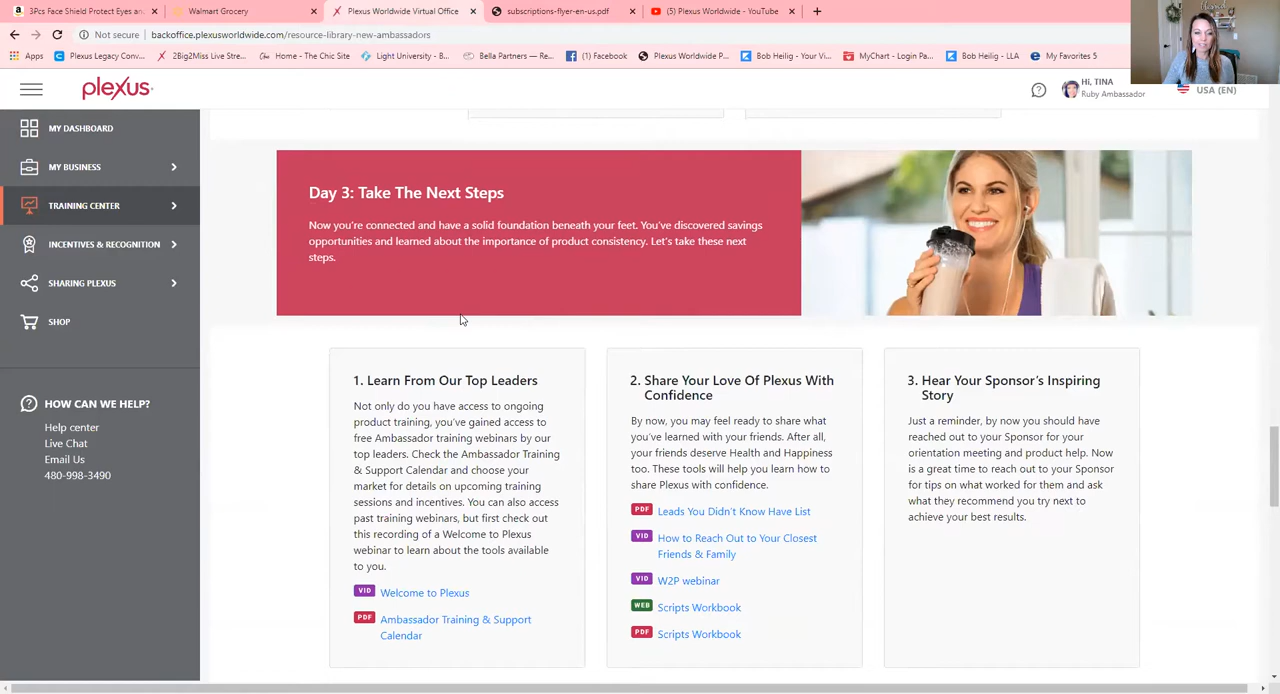 3Pcs Face Shield Protect Eyes an
Walmart Grocery
Plexus Worldwide Virtual Office
subscriptions-flyer-en-us.pdf
(5) Plexus Worldwide - YouTube
Not secure | backoffice.plexusworldwide.com/resource-library-new-ambassadors
Apps
Plexus Legacy Conv...
2Big2Miss Live Stre...
Home - The Chic Site
Light University - B...
Bella Partners — Re...
Facebook
Plexus Worldwide P...
Bob Heilig - Your Vi...
MyChart - Login Pa...
Bob Heilig - LLA
My Favorites 5
plexus
Hi, TINA
Ruby Ambassador
USA (EN)
MY DASHBOARD
MY BUSINESS
TRAINING CENTER
INCENTIVES & RECOGNITION
SHARING PLEXUS
SHOP
HOW CAN WE HELP?
Help center
Live Chat
Email Us
480-998-3490
Day 3: Take The Next Steps
Now you're connected and have a solid foundation beneath your feet. You've discovered savings
opportunities and learned about the importance of product consistency. Let's take these next
steps.
1. Learn From Our Top Leaders
Not only do you have access to ongoing
product training, you've gained access to
free Ambassador training webinars by our
top leaders. Check the Ambassador Training
& Support Calendar and choose your
market for details on upcoming training
sessions and incentives. You can also access
past training webinars, but first check out
this recording of a Welcome to Plexus
webinar to learn about the tools available
to you.
VID Welcome to Plexus
PDF Ambassador Training & Support
Calendar
2. Share Your Love Of Plexus With
Confidence
By now, you may feel ready to share what
you've learned with your friends. After all,
your friends deserve Health and Happiness
too. These tools will help you learn how to
share Plexus with confidence.
PDF Leads You Didn't Know Have List
VID How to Reach Out to Your Closest
Friends & Family
VID W2P webinar
WEB Scripts Workbook
PDF Scripts Workbook
3. Hear Your Sponsor's Inspiring
Story
Just a reminder, by now you should have
reached out to your Sponsor for your
orientation meeting and product help. Now
is a great time to reach out to your Sponsor
for tips on what worked for them and ask
what they recommend you try next to
achieve your best results.